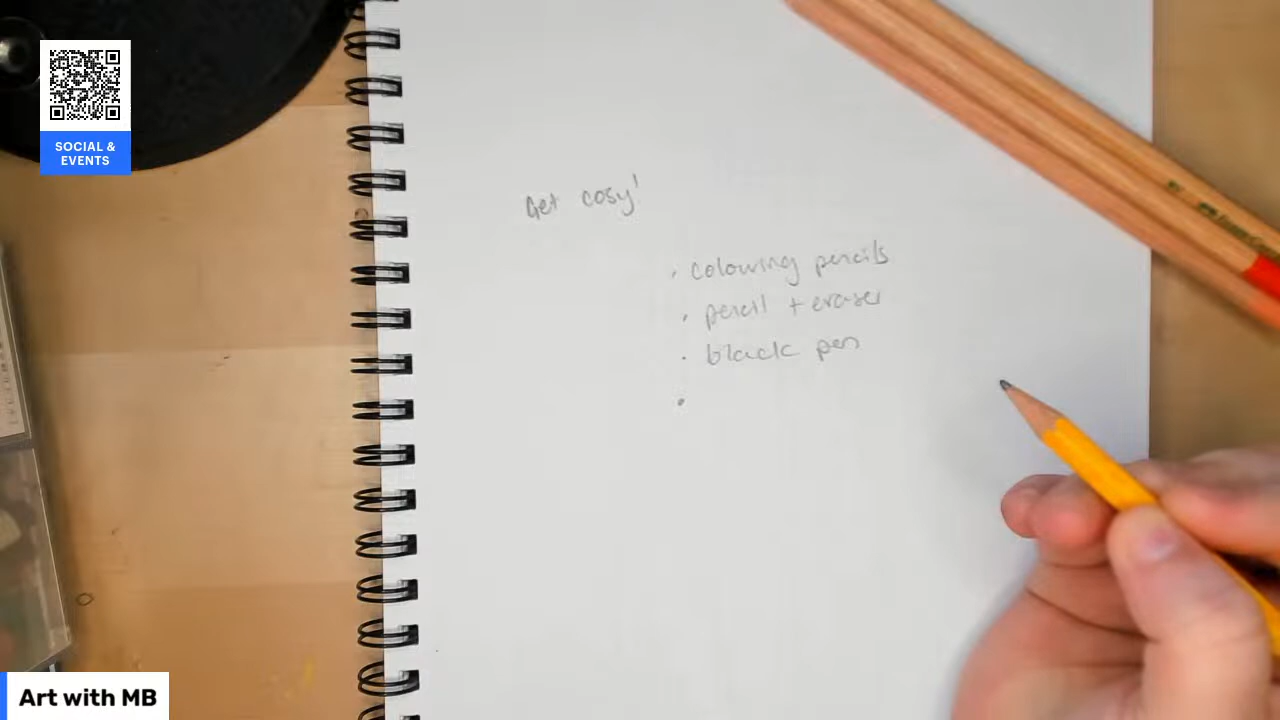 SOCIAL &
EVENTS
Get cosy!
• colouring pencils
• pencil + eraser
• black pen
•
Art with MB